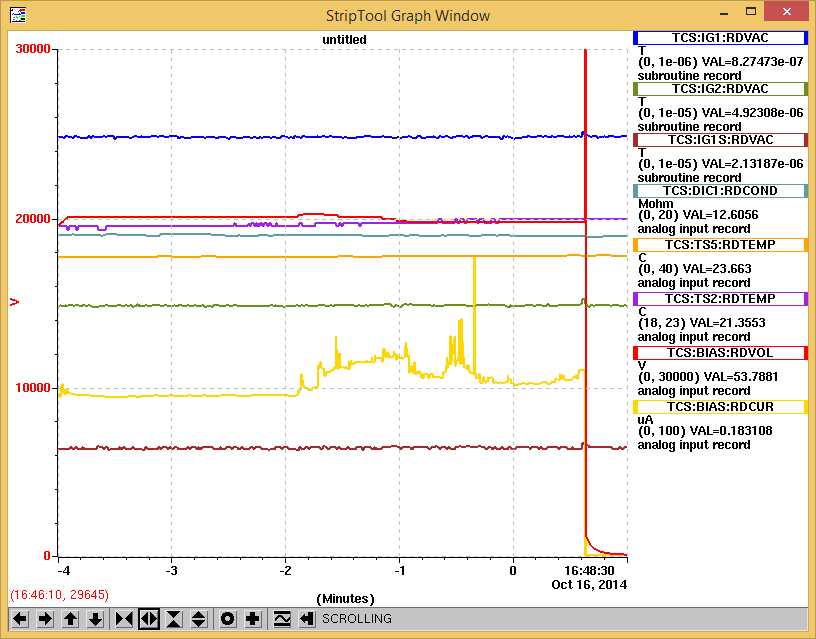 StripTool Graph Window
untitled
30000
20000
10000
0
V
-4
-3
-2
-1
0
16:48:30
Oct 16, 2014
(Minutes)
(16:46:10, 29645)
SCROLLING
TCS:IG1:RDVAC
T
(0, 1e-06) VAL=8.27473e-07
subroutine record
TCS:IG2:RDVAC
T
(0, 1e-05) VAL=4.92308e-06
subroutine record
TCS:IG1S:RDVAC
T
(0, 1e-05) VAL=2.13187e-06
subroutine record
TCS:DIC1:RDCOND
Mohm
(0, 20) VAL=12.6056
analog input record
TCS:TS5:RDTEMP
C
(0, 40) VAL=23.663
analog input record
TCS:TS2:RDTEMP
C
(18, 23) VAL=21.3553
analog input record
TCS:BIAS:RDVOL
V
(0, 30000) VAL=53.7881
analog input record
TCS:BIAS:RDCUR
uA
(0, 100) VAL=0.183108
analog input record